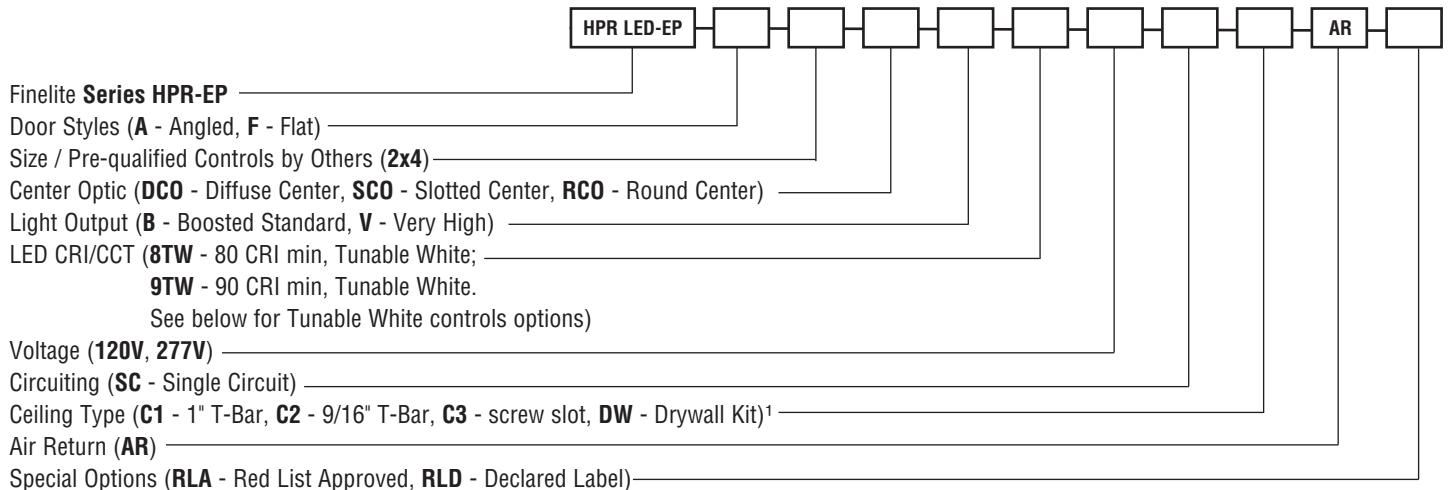 HPR LED-EP AR
Finelite Series HPR-EP
Door Styles (A - Angled, F - Flat)
Size / Pre-qualified Controls by Others (2x4)
Center Optic (DCO - Diffuse Center, SCO - Slotted Center, RCO - Round Center)
Light Output (B - Boosted Standard, V - Very High)
LED CRI/CCT (8TW - 80 CRI min, Tunable White;
9TW - 90 CRI min, Tunable White.
See below for Tunable White controls options)
Voltage (120V, 277V)
Circuiting (SC - Single Circuit)
Ceiling Type (C1 - 1" T-Bar, C2 - 9/16" T-Bar, C3 - screw slot, DW - Drywall Kit)¹
Air Return (AR)
Special Options (RLA - Red List Approved, RLD - Declared Label)